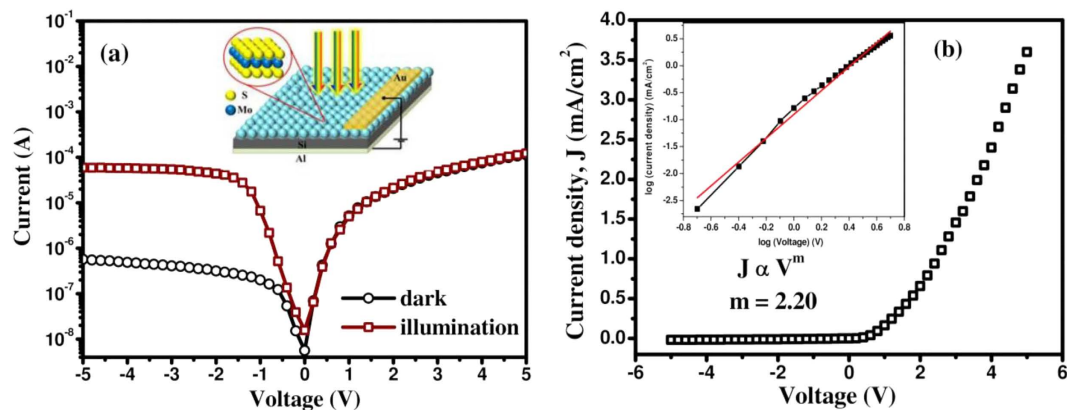 (a)
10⁻¹
10⁻²
10⁻³
10⁻⁴
10⁻⁵
10⁻⁶
10⁻⁷
10⁻⁸
Current (A)
S
Mo
Au
Si
Al
dark
illumination
-5 -4 -3 -2 -1 0 1 2 3 4 5
Voltage (V)
(b)
4.0
3.5
3.0
2.5
2.0
1.5
1.0
0.5
0.0
Current density, J (mA/cm²)
0.5
0.0
-0.5
-1.0
-1.5
-2.0
-2.5
log (current density) (mA/cm²)
-0.8 -0.6 -0.4 -0.2 0.0 0.2 0.4 0.6 0.8
log (Voltage) (V)
J α Vᵐ
m = 2.20
-6 -4 -2 0 2 4 6
Voltage (V)